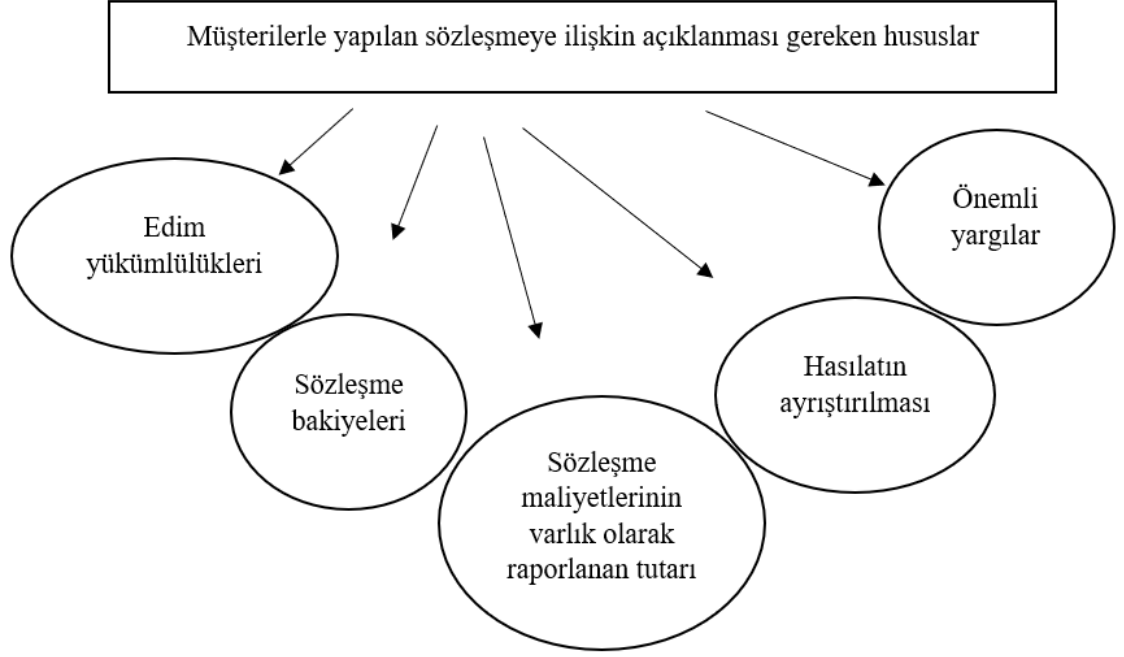 Müşterilerle yapılan sözleşmeye ilişkin açıklanması gereken hususlar
Edim
yükümlülükleri
Sözleşme
bakiyeleri
Sözleşme
maliyetlerinin
varlık olarak
raporlanan tutarı
Hasılatın
ayrıştırılması
Önemli
yargılar